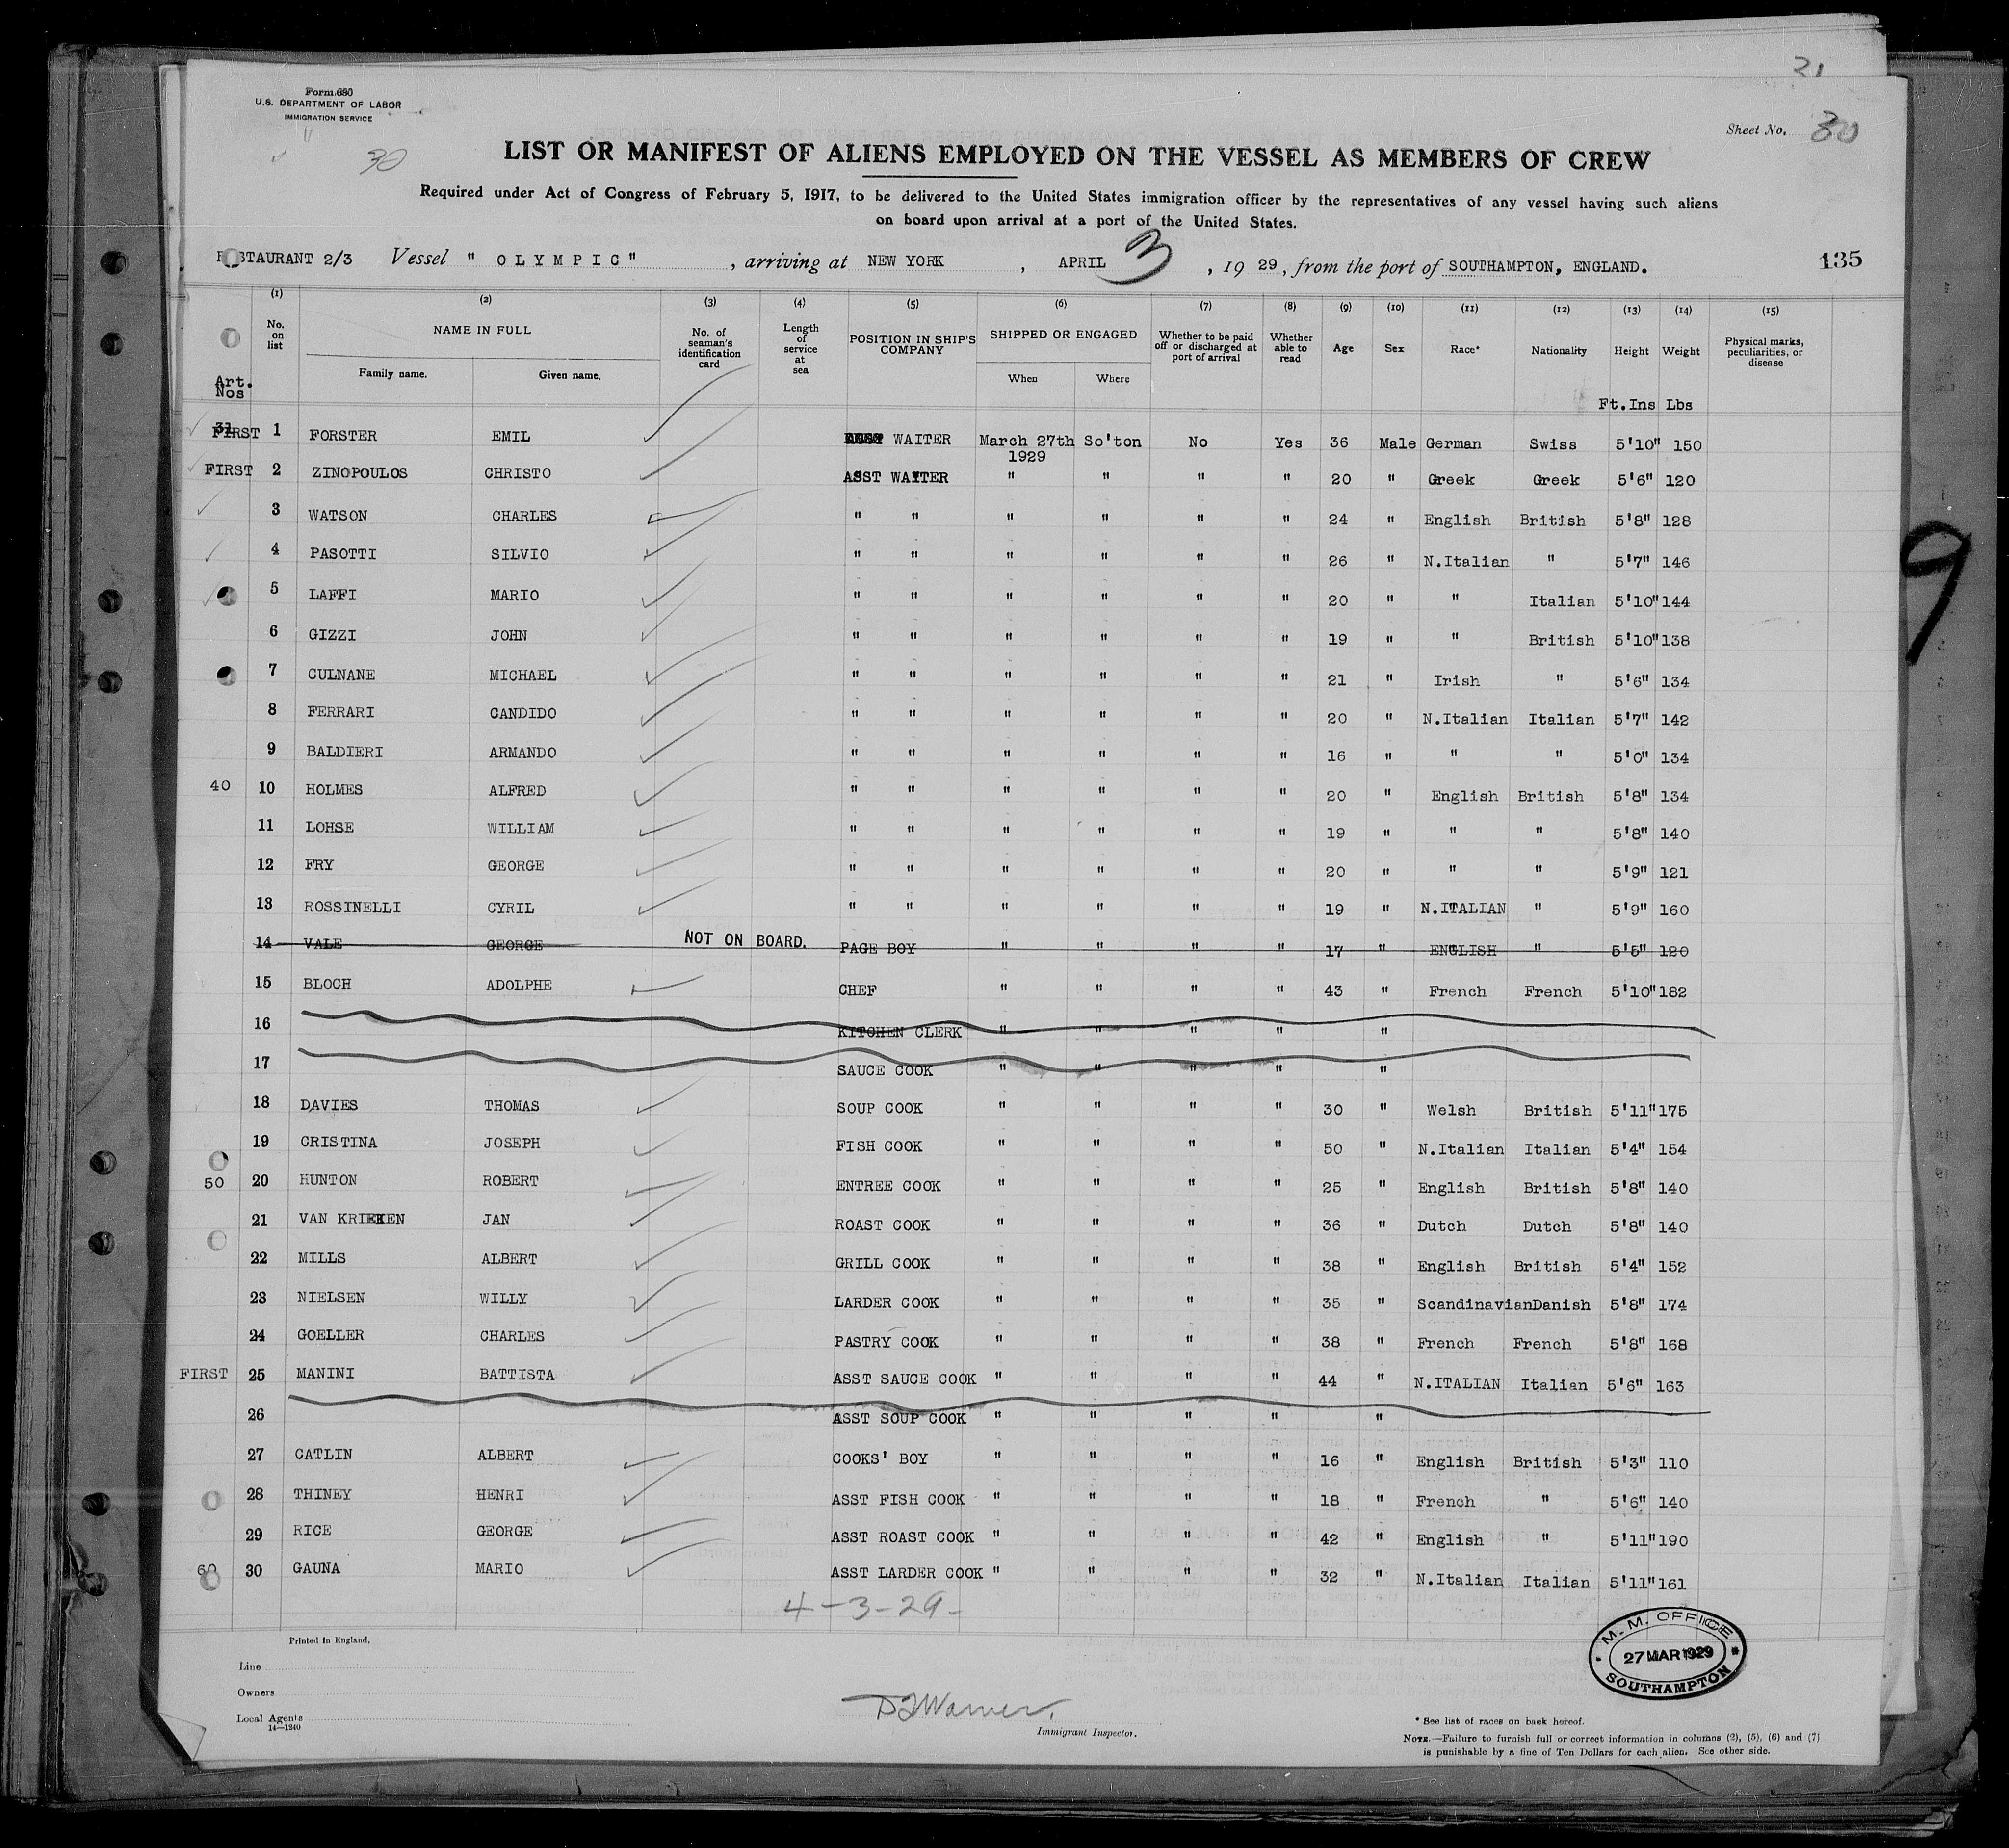 31
Form 680
U.S. DEPARTMENT OF LABOR
IMMIGRATION SERVICE
"
30
Sheet No. 30
LIST OR MANIFEST OF ALIENS EMPLOYED ON THE VESSEL AS MEMBERS OF CREW
Required under Act of Congress of February 5, 1917, to be delivered to the United States immigration officer by the representatives of any vessel having such aliens
on board upon arrival at a port of the United States.
RESTAURANT 2/3 Vessel " OLYMPIC " , arriving at NEW YORK , APRIL 3 , 19 29, from the port of SOUTHAMPTON, ENGLAND. 135
(1) (2) (3) (4) (5) (6) (7) (8) (9) (10) (11) (12) (13) (14) (15)
No. on list NAME IN FULL Family name. Given name. No. of seaman's identification card Length of service at sea POSITION IN SHIP'S COMPANY SHIPPED OR ENGAGED When Where Whether to be paid off or discharged at port of arrival Whether able to read Age Sex Race* Nationality Height Weight Physical marks, peculiarities, or disease
Art. Nos Ft.Ins Lbs
31 FIRST 1 FORSTER EMIL WAITER March 27th 1929 So'ton No Yes 36 Male German Swiss 5'10" 150
FIRST 2 ZINOPOULOS CHRISTO ASST WAITER " " " " 20 " Greek Greek 5'6" 120
3 WATSON CHARLES " " " " " " 24 " English British 5'8" 128
4 PASOTTI SILVIO " " " " " " 26 " N.Italian " 5'7" 146
5 LAFFI MARIO " " " " " " 20 " " Italian 5'10" 144
6 GIZZI JOHN " " " " " " 19 " " British 5'10" 138
7 CULNANE MICHAEL " " " " " " 21 " Irish " 5'6" 134
8 FERRARI CANDIDO " " " " " " 20 " N.Italian Italian 5'7" 142
9 BALDIERI ARMANDO " " " " " " 16 " " " 5'0" 134
40 10 HOLMES ALFRED " " " " " " 20 " English British 5'8" 134
11 LOHSE WILLIAM " " " " " " 19 " " " 5'8" 140
12 FRY GEORGE " " " " " " 20 " " " 5'9" 121
13 ROSSINELLI CYRIL " " " " " " 19 " N.ITALIAN " 5'9" 160
14 VALE GEORGE NOT ON BOARD. PAGE BOY " " " " 17 " ENGLISH " 5'5" 120
15 BLOCH ADOLPHE CHEF " " " " 43 " French French 5'10" 182
16 KITCHEN CLERK " " " " "
17 SAUCE COOK " " " " "
18 DAVIES THOMAS SOUP COOK " " " " 30 " Welsh British 5'11" 175
19 CRISTINA JOSEPH FISH COOK " " " " 50 " N.Italian Italian 5'4" 154
50 20 HUNTON ROBERT ENTREE COOK " " " " 25 " English British 5'8" 140
21 VAN KRIEKEN JAN ROAST COOK " " " " 36 " Dutch Dutch 5'8" 140
22 MILLS ALBERT GRILL COOK " " " " 38 " English British 5'4" 152
23 NIELSEN WILLY LARDER COOK " " " " 35 " Scandinavian Danish 5'8" 174
24 GOELLER CHARLES PASTRY COOK " " " " 38 " French French 5'8" 168
FIRST 25 MANINI BATTISTA ASST SAUCE COOK " " " " 44 " N.ITALIAN Italian 5'6" 163
26 ASST SOUP COOK " " " " "
27 CATLIN ALBERT COOKS' BOY " " " " 16 " English British 5'3" 110
28 THINEY HENRI ASST FISH COOK " " " " 18 " French " 5'6" 140
29 RICE GEORGE ASST ROAST COOK " " " " 42 " English " 5'11" 190
60 30 GAUNA MARIO ASST LARDER COOK " " " " 32 " N.Italian Italian 5'11" 161
4-3-29-
9
Printed in England.
Line
Owners
Local Agents
14—1240
Immigrant Inspector.
M. M. OFFICE
27 MAR 1929
SOUTHAMPTON
* See list of races on back hereof.
NOTE.—Failure to furnish full or correct information in columns (2), (5), (6) and (7)
is punishable by a fine of Ten Dollars for each alien. See other side.